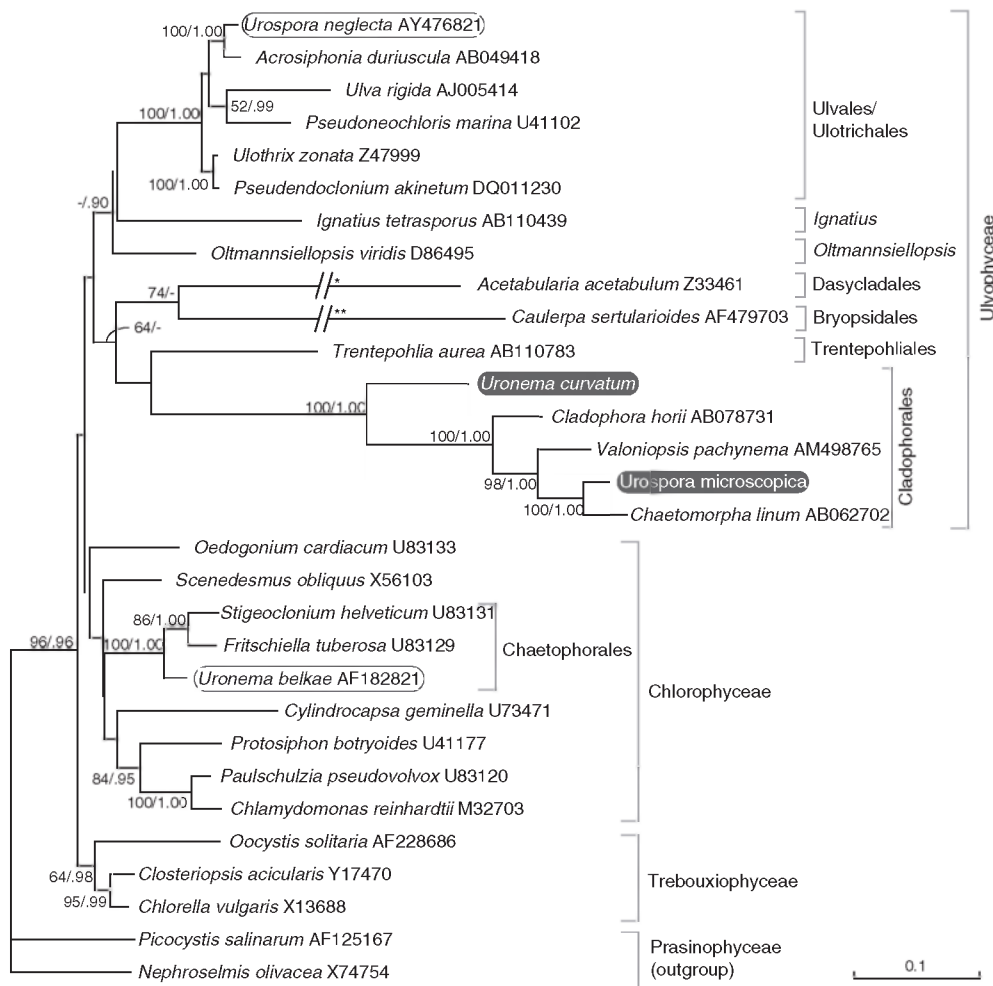 100/1.00
Urospora neglecta AY476821
Acrosiphonia duriuscula AB049418
Ulva rigida AJ005414
52/.99
100/1.00
Pseudoneochloris marina U41102
Ulvales/
Ulotrichales
Ulothrix zonata Z47999
100/1.00
Pseudendoclonium akinetum DQ011230
-/.90
Ignatius tetrasporus AB110439
Ignatius
Oltmannsiellopsis viridis D86495
Oltmannsiellopsis
Ulvophyceae
74/-
*
Acetabularia acetabulum Z33461
Dasycladales
64/-
**
Caulerpa sertularioides AF479703
Bryopsidales
Trentepohlia aurea AB110783
Trentepohliales
100/1.00
Uronema curvatum
Cladophora horii AB078731
100/1.00
Valoniopsis pachynema AM498765
98/1.00
Urospora microscopica
100/1.00
Chaetomorpha linum AB062702
Cladophorales
Oedogonium cardiacum U83133
Scenedesmus obliquus X56103
86/1.00
Stigeoclonium helveticum U83131
96/.96
100/1.00
Fritschiella tuberosa U83129
Chaetophorales
Uronema belkae AF182821
Chlorophyceae
Cylindrocapsa geminella U73471
Protosiphon botryoides U41177
84/.95
Paulschulzia pseudovolvox U83120
100/1.00
Chlamydomonas reinhardtii M32703
Oocystis solitaria AF228686
64/.98
Closteriopsis acicularis Y17470
Trebouxiophyceae
95/.99
Chlorella vulgaris X13688
Picocystis salinarum AF125167
Prasinophyceae
(outgroup)
Nephroselmis olivacea X74754
0.1